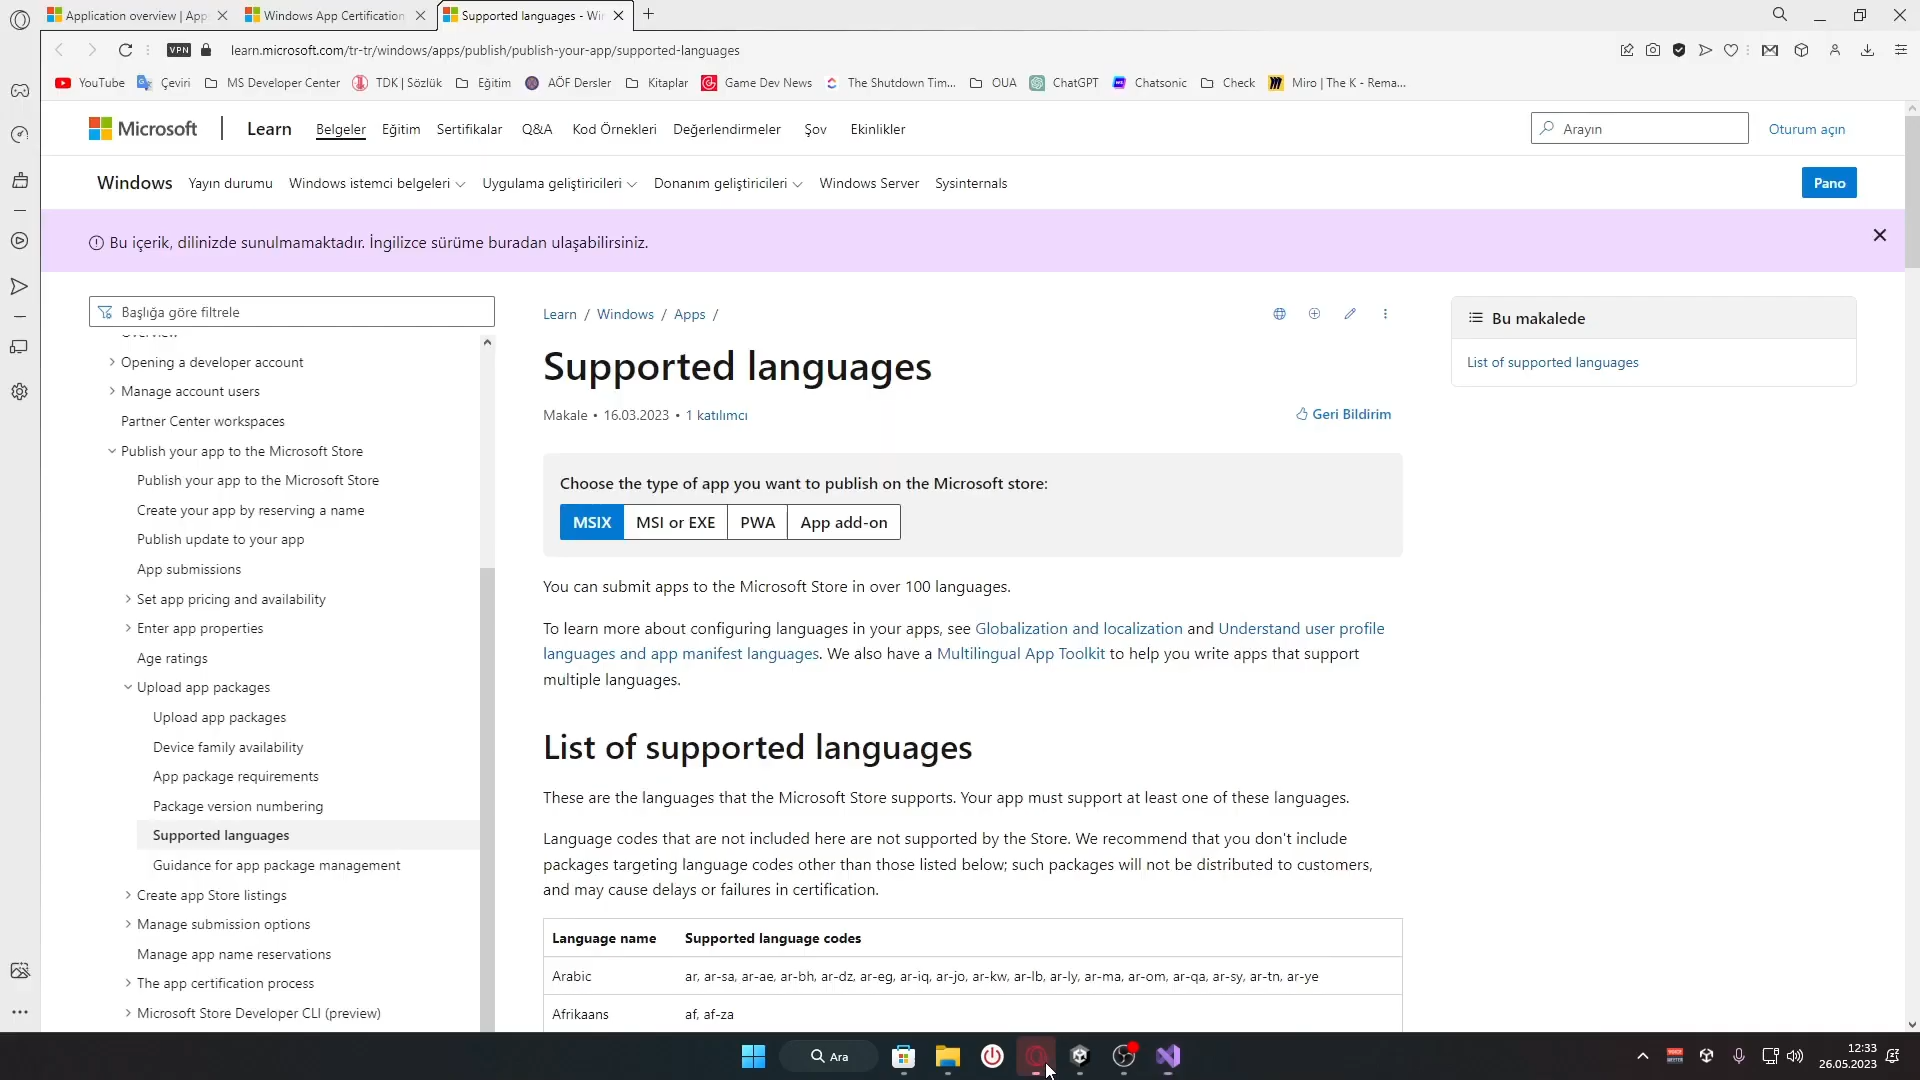 Application overview | App
Windows App Certification
Supported languages - Wi
VPN
learn.microsoft.com/tr-tr/windows/apps/publish/publish-your-app/supported-languages
YouTube
Çeviri
MS Developer Center
TDK | Sözlük
Eğitim
AÖF Dersler
Kitaplar
Game Dev News
The Shutdown Tim...
OUA
ChatGPT
Chatsonic
Check
Miro | The K - Rema...
Microsoft
Learn
Belgeler
Eğitim
Sertifikalar
Q&A
Kod Örnekleri
Değerlendirmeler
Şov
Ekinlikler
Arayın
Oturum açın
Windows
Yayın durumu
Windows istemci belgeleri
Uygulama geliştiricileri
Donanım geliştiricileri
Windows Server
Sysinternals
Pano
Bu içerik, dilinizde sunulmamaktadır. İngilizce sürüme buradan ulaşabilirsiniz.
Başlığa göre filtrele
Opening a developer account
Manage account users
Partner Center workspaces
Publish your app to the Microsoft Store
Publish your app to the Microsoft Store
Create your app by reserving a name
Publish update to your app
App submissions
Set app pricing and availability
Enter app properties
Age ratings
Upload app packages
Upload app packages
Device family availability
App package requirements
Package version numbering
Supported languages
Guidance for app package management
Create app Store listings
Manage submission options
Manage app name reservations
The app certification process
Microsoft Store Developer CLI (preview)
Learn / Windows / Apps /
Supported languages
Makale • 16.03.2023 • 1 katılımcı
Geri Bildirim
Choose the type of app you want to publish on the Microsoft store:
MSIX
MSI or EXE
PWA
App add-on
You can submit apps to the Microsoft Store in over 100 languages.
To learn more about configuring languages in your apps, see Globalization and localization and Understand user profile
languages and app manifest languages. We also have a Multilingual App Toolkit to help you write apps that support
multiple languages.
List of supported languages
These are the languages that the Microsoft Store supports. Your app must support at least one of these languages.
Language codes that are not included here are not supported by the Store. We recommend that you don't include
packages targeting language codes other than those listed below; such packages will not be distributed to customers,
and may cause delays or failures in certification.
Language name Supported language codes
Arabic ar, ar-sa, ar-ae, ar-bh, ar-dz, ar-eg, ar-iq, ar-jo, ar-kw, ar-lb, ar-ly, ar-ma, ar-om, ar-qa, ar-sy, ar-tn, ar-ye
Afrikaans af, af-za
Bu makalede
List of supported languages
Ara
12:33
26.05.2023